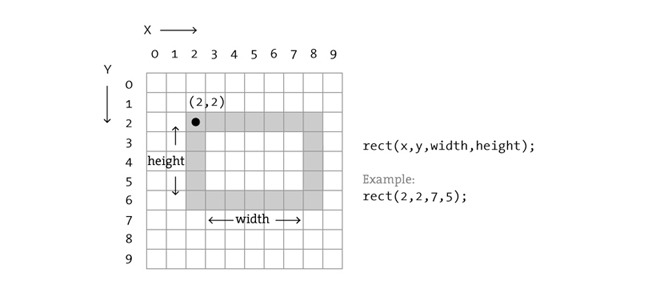 X
0 1 2 3 4 5 6 7 8 9
Y
0
1
(2,2)
2
3
rect(x,y,width,height);
4
height
5
Example:
6
rect(2,2,7,5);
7
width
8
9